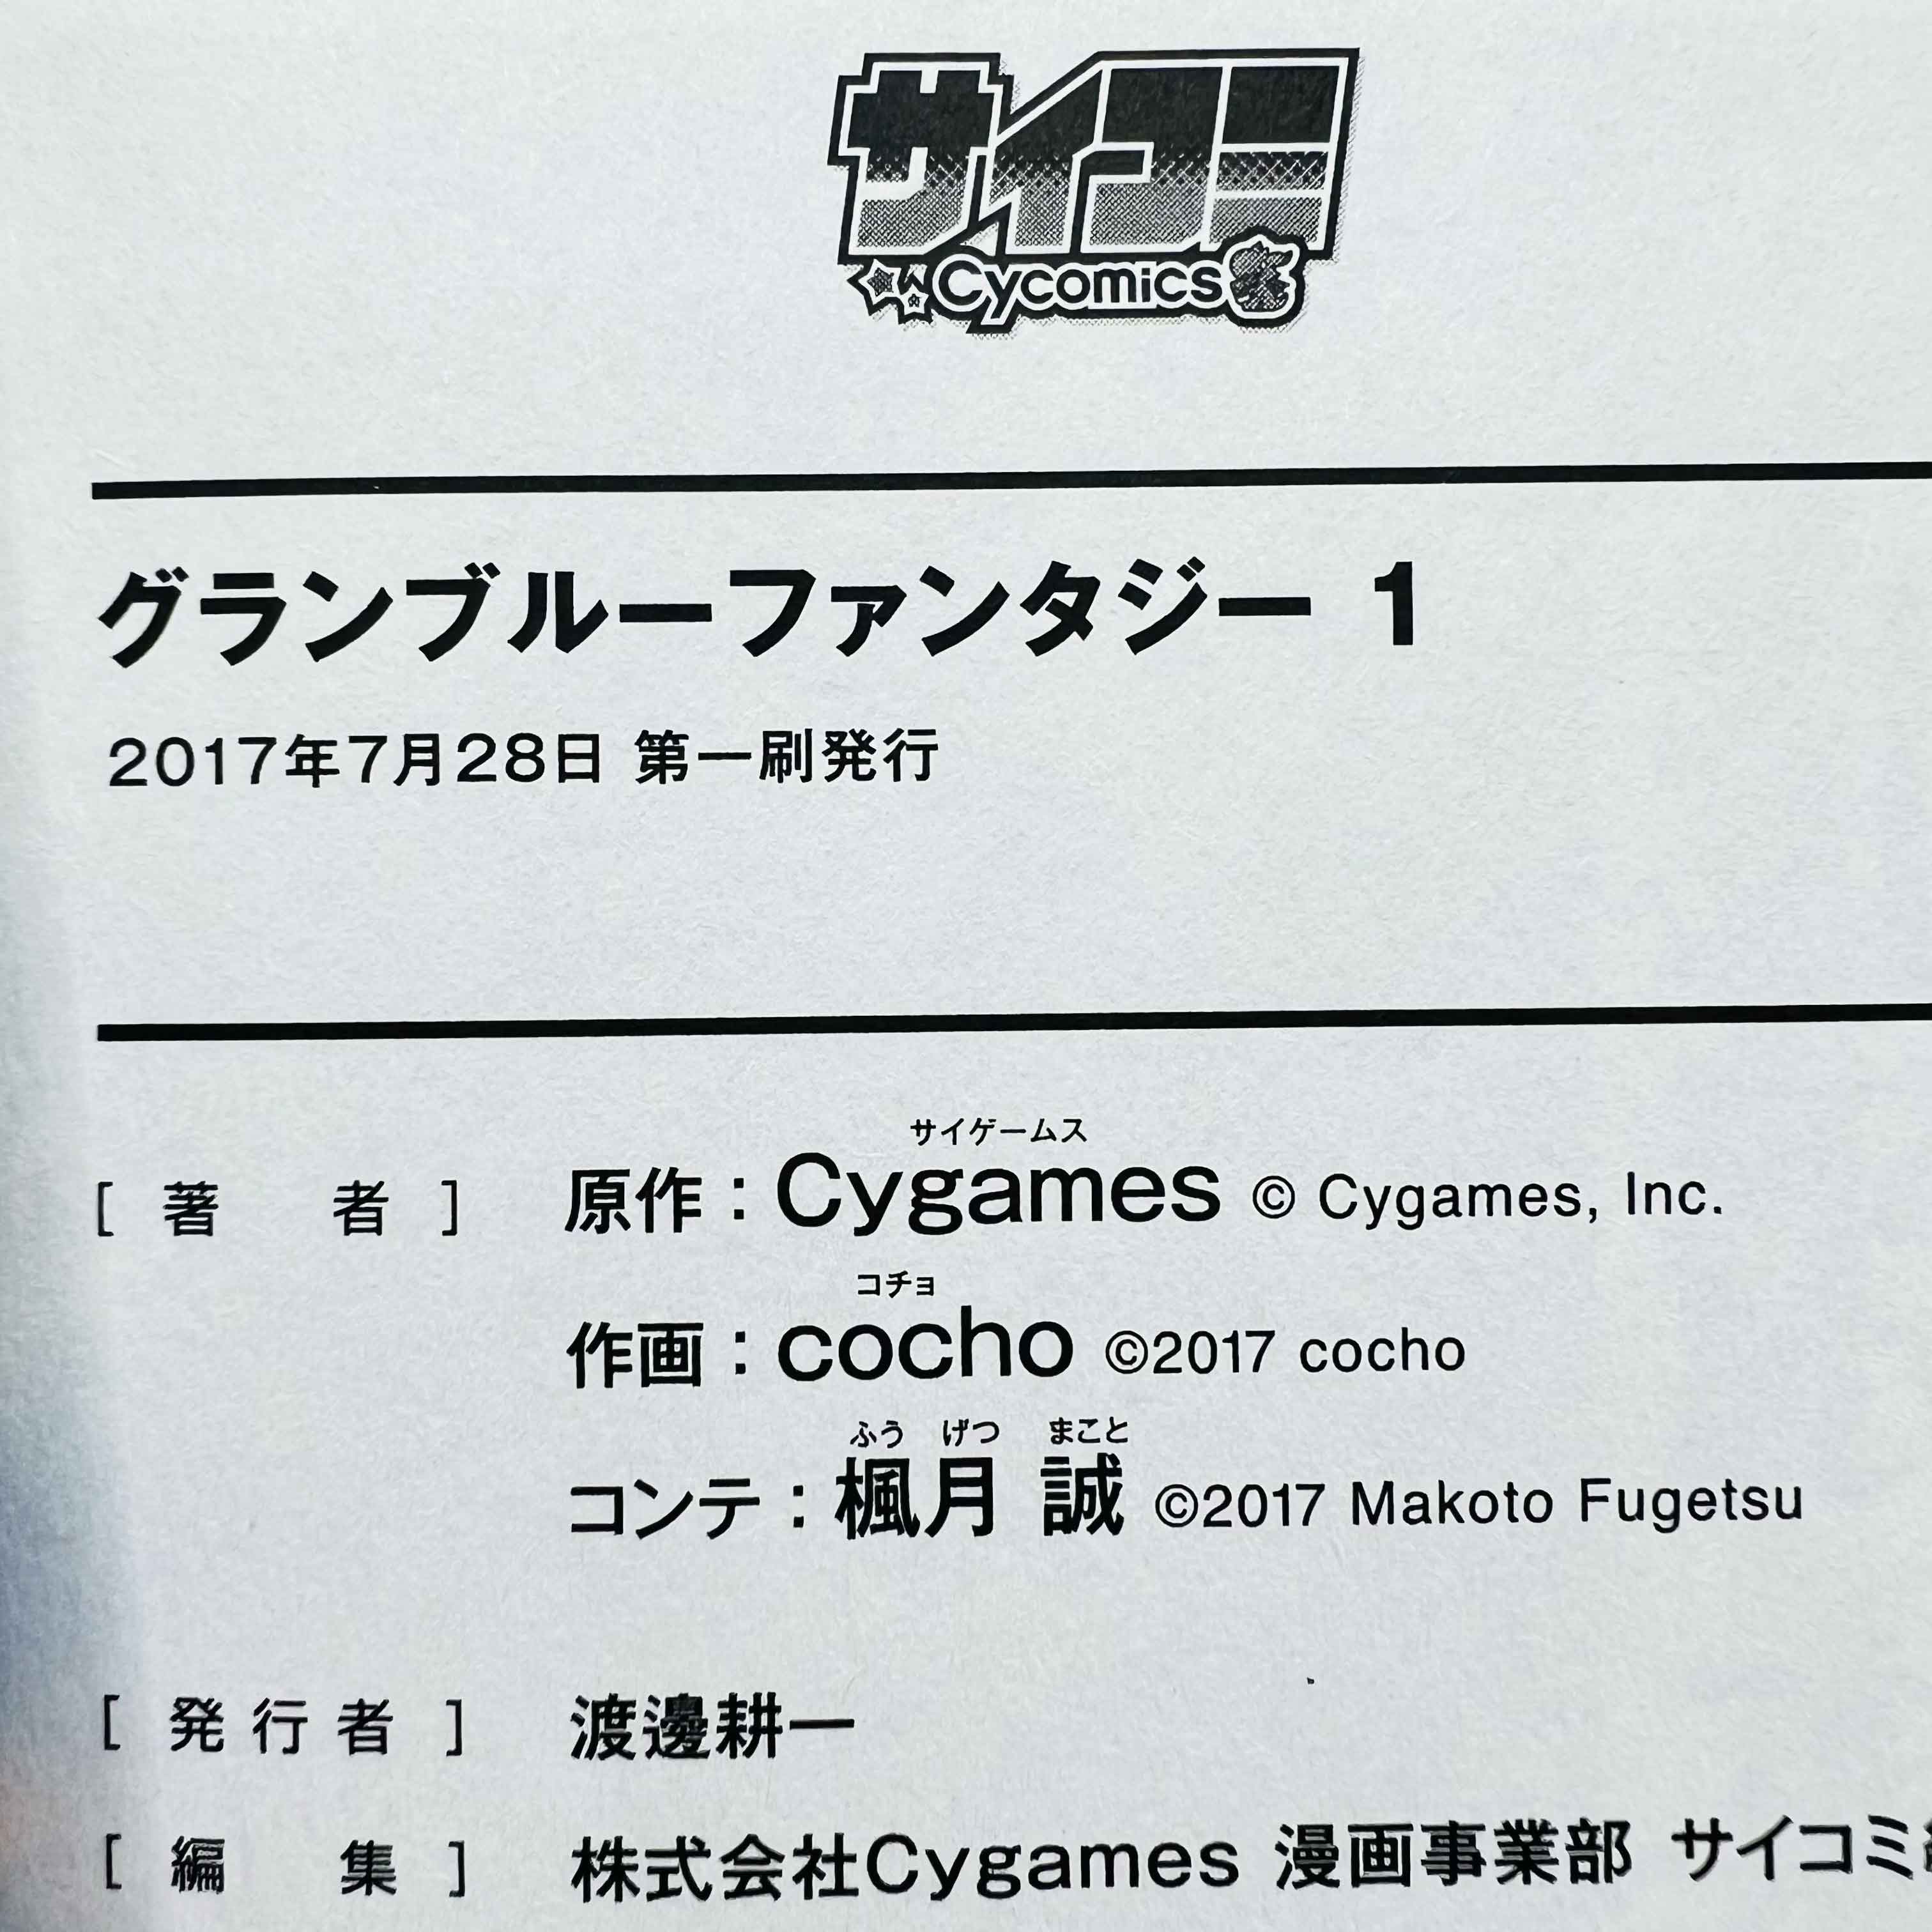 サイコミ
Cycomics
グランブルーファンタジー 1
2017年7月28日 第一刷発行
サイゲームス
[ 著 者 ] 原作：Cygames © Cygames, Inc.
コチョ
作画：cocho ©2017 cocho
ふう げつ まこと
コンテ：楓月 誠 ©2017 Makoto Fugetsu
[ 発行者 ] 渡邊耕一
[ 編 集 ] 株式会社Cygames 漫画事業部 サイコミ